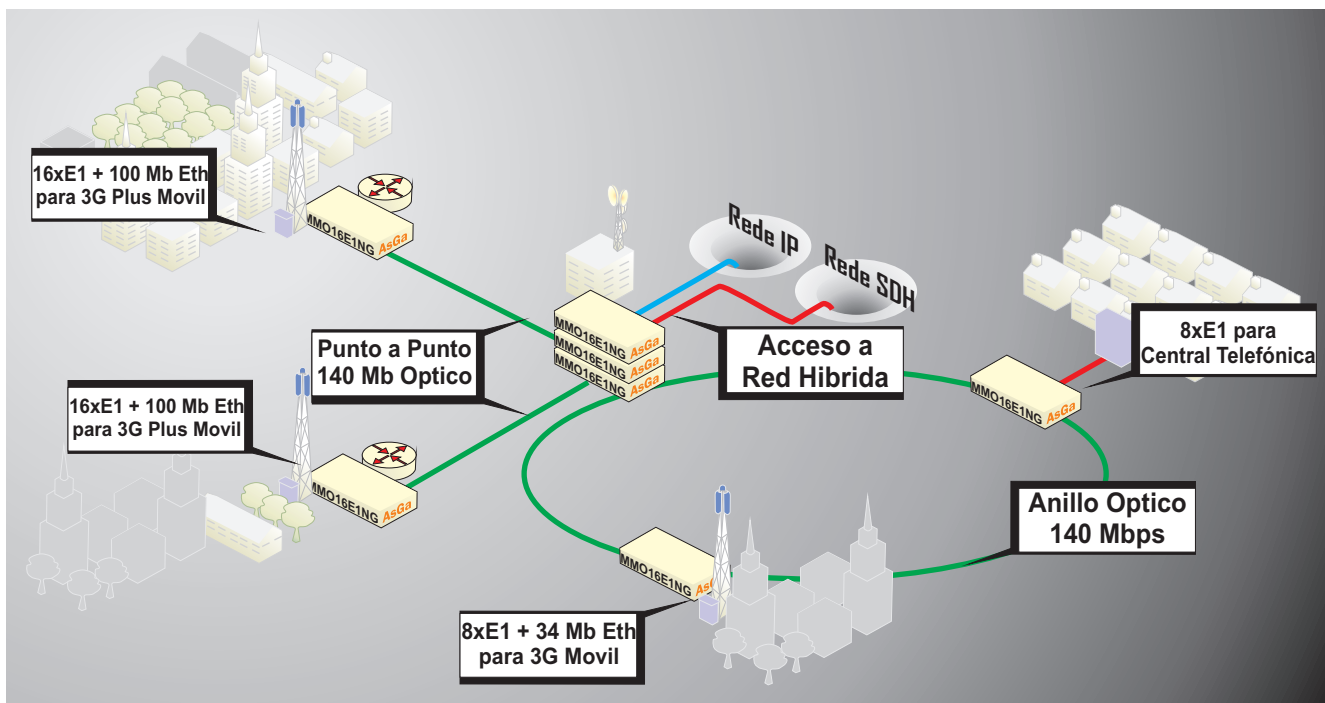 16xE1 + 100 Mb Eth
para 3G Plus Movil
MMO16E1NG AsGa
Rede IP
Rede SDH
MMO16E1NG AsGa
MMO16E1NG AsGa
MMO16E1NG AsGa
Punto a Punto
140 Mb Optico
Acceso a
Red Hibrida
8xE1 para
Central Telefónica
MMO16E1NG AsGa
16xE1 + 100 Mb Eth
para 3G Plus Movil
MMO16E1NG AsGa
Anillo Optico
140 Mbps
MMO16E1NG AsGa
8xE1 + 34 Mb Eth
para 3G Movil